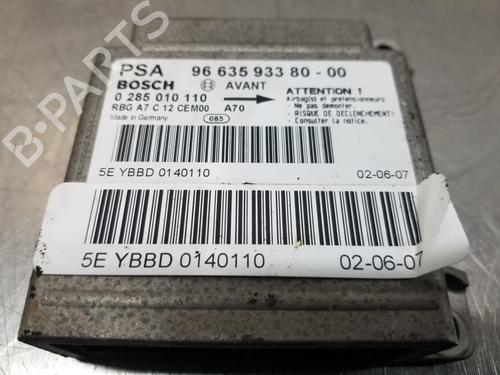 PSA 96 635 933 80 - 00
BOSCH AVANT
0 285 010 110
RBG A7 C 12 CEM00 A70
Made in Germany 085
ATTENTION !
Airbag(s) et pretensionneurs
- Ne pas demonter.
- RISQUE DE DECLENCHEMENT!
- Consulter la notice.
5E YBBD 0140110 02-06-07
5E YBBD 0140110 02-06-07
B-PARTS